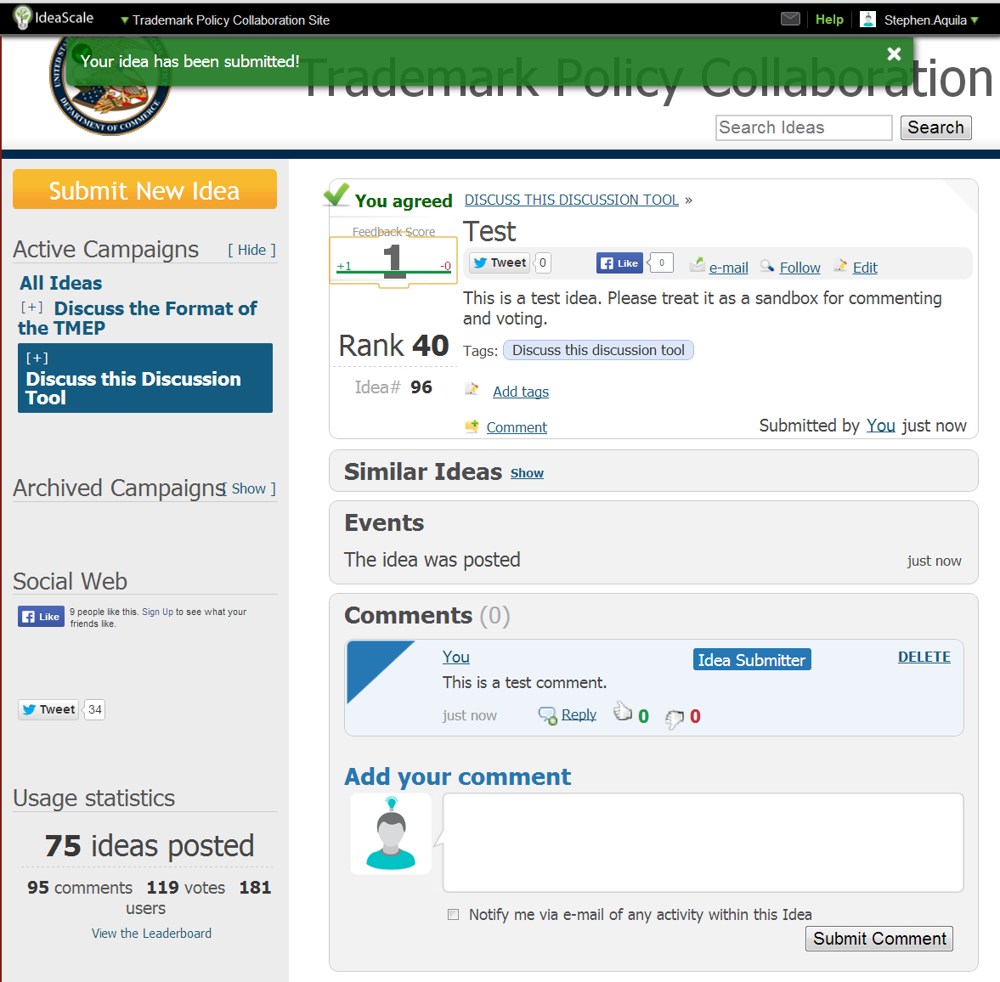 IdeaScale
Trademark Policy Collaboration Site
Help
Stephen.Aquila
Your idea has been submitted!
Trademark Policy Collaboration
UNITED STATES
DEPARTMENT OF COMMERCE
Search Ideas
Search
Submit New Idea
Active Campaigns
[ Hide ]
All Ideas
[+] Discuss the Format of
the TMEP
[+]
Discuss this Discussion
Tool
Archived Campaigns
[ Show ]
Social Web
Like
9 people like this. Sign Up to see what your
friends like.
Tweet 34
Usage statistics
75 ideas posted
95 comments 119 votes 181
users
View the Leaderboard
You agreed
DISCUSS THIS DISCUSSION TOOL »
Feedback Score
1
+1
-0
Rank 40
Idea# 96
Test
Tweet 0
Like 0
e-mail
Follow
Edit
This is a test idea. Please treat it as a sandbox for commenting
and voting.
Tags: Discuss this discussion tool
Add tags
Comment
Submitted by You just now
Similar Ideas Show
Events
The idea was posted
just now
Comments (0)
You
Idea Submitter
DELETE
This is a test comment.
just now
Reply
0
0
Add your comment
Notify me via e-mail of any activity within this Idea
Submit Comment